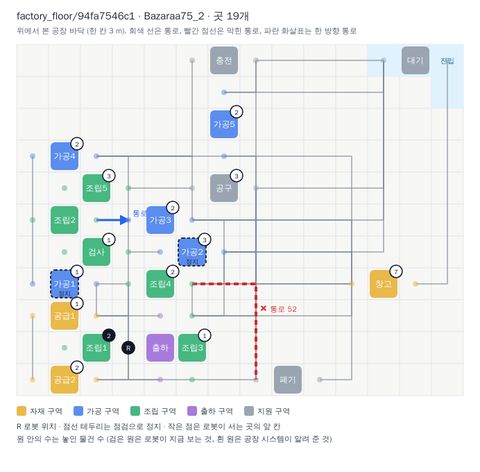 factory_floor/94fa7546c1 · Bazaraa75_2 · 곳 19개
위에서 본 공장 바닥 (한 칸 3 m). 회색 선은 통로, 빨간 점선은 막힌 통로, 파란 화살표는 한 방향 통로
충전
대기
2
가공5
2
가공4
3
조립5
3
공구
조립2
통로
2
가공3
1
검사
3
가공2
정지
1
가공1
정지
2
조립4
7
창고
1
공급1
✕ 통로 52
2
조립1
R
출하
1
조립3
2
공급2
폐기
자재 구역
가공 구역
조립 구역
출하 구역
지원 구역
R 로봇 위치 · 점선 테두리는 점검으로 정지 · 작은 점은 로봇이 서는 곳의 앞 칸
원 안의 수는 놓인 물건 수 (검은 원은 로봇이 지금 보는 것, 흰 원은 공장 시스템이 알려 준 것)